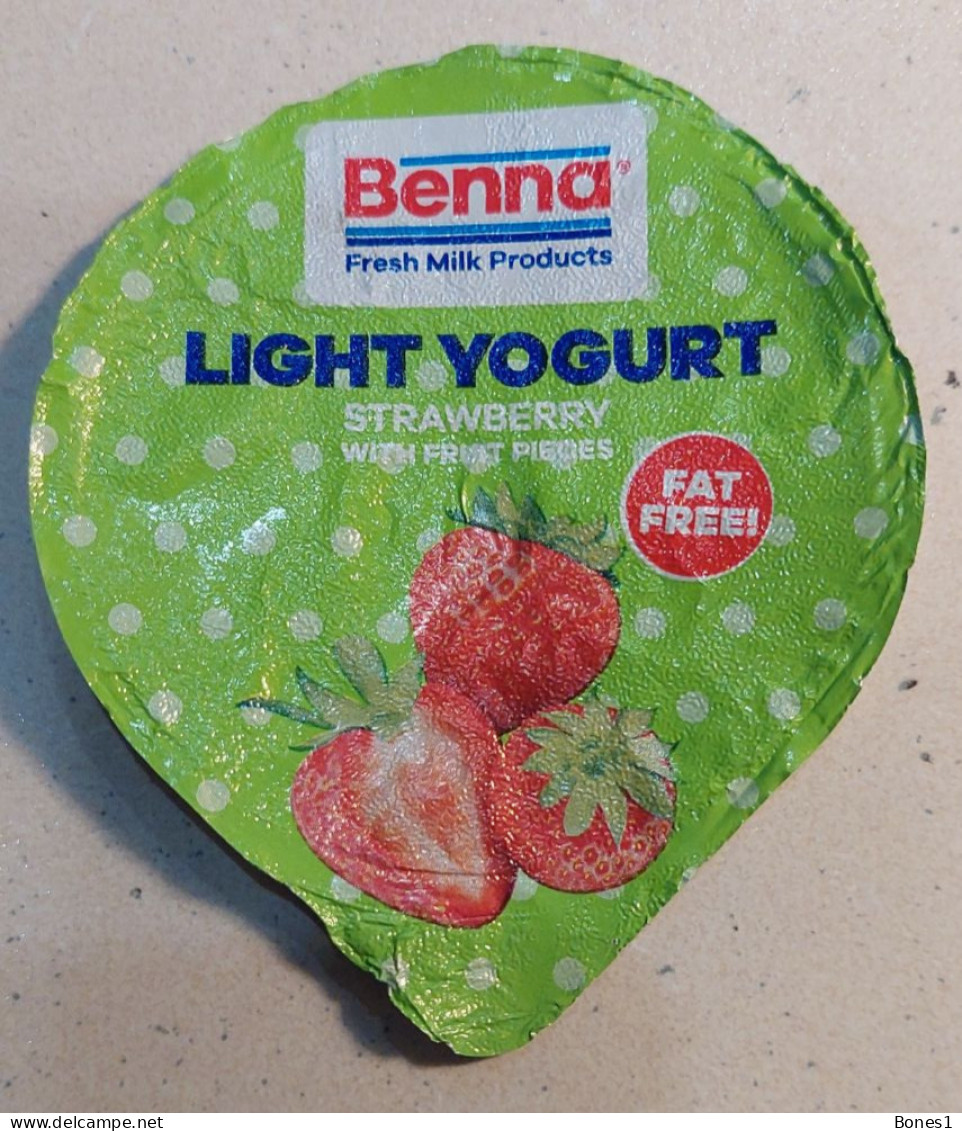 Benna®
Fresh Milk Products
LIGHT YOGURT
STRAWBERRY
WITH FRUIT PIECES
FAT
FREE!
www.delcampe.net
Bones1